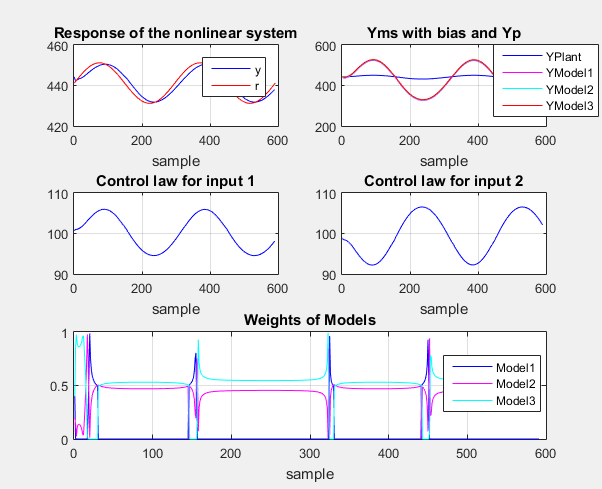 Response of the nonlinear system
460
440
420
0
200
400
600
sample
y
r
Yms with bias and Yp
600
400
200
0
200
400
600
sample
YPlant
YModel1
YModel2
YModel3
Control law for input 1
110
100
90
0
200
400
600
sample
Control law for input 2
110
100
90
0
200
400
600
sample
Weights of Models
1
0.5
0
0
100
200
300
400
500
600
sample
Model1
Model2
Model3